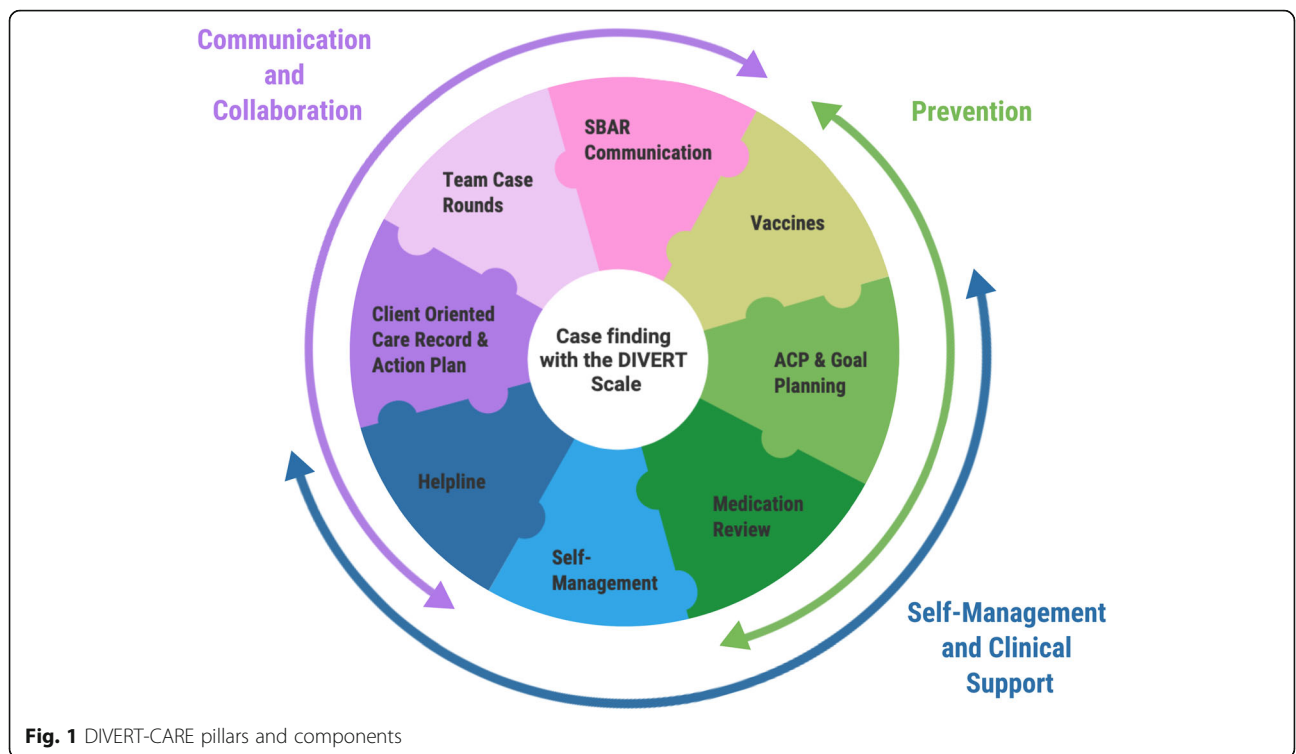 Communication
and
Collaboration
Prevention
SBAR
Communication
Team Case
Rounds
Vaccines
Client Oriented
Care Record &
Action Plan
Case finding
with the DIVERT
Scale
ACP & Goal
Planning
Helpline
Medication
Review
Self-
Management
Self-Management
and Clinical
Support
Fig. 1 DIVERT-CARE pillars and components